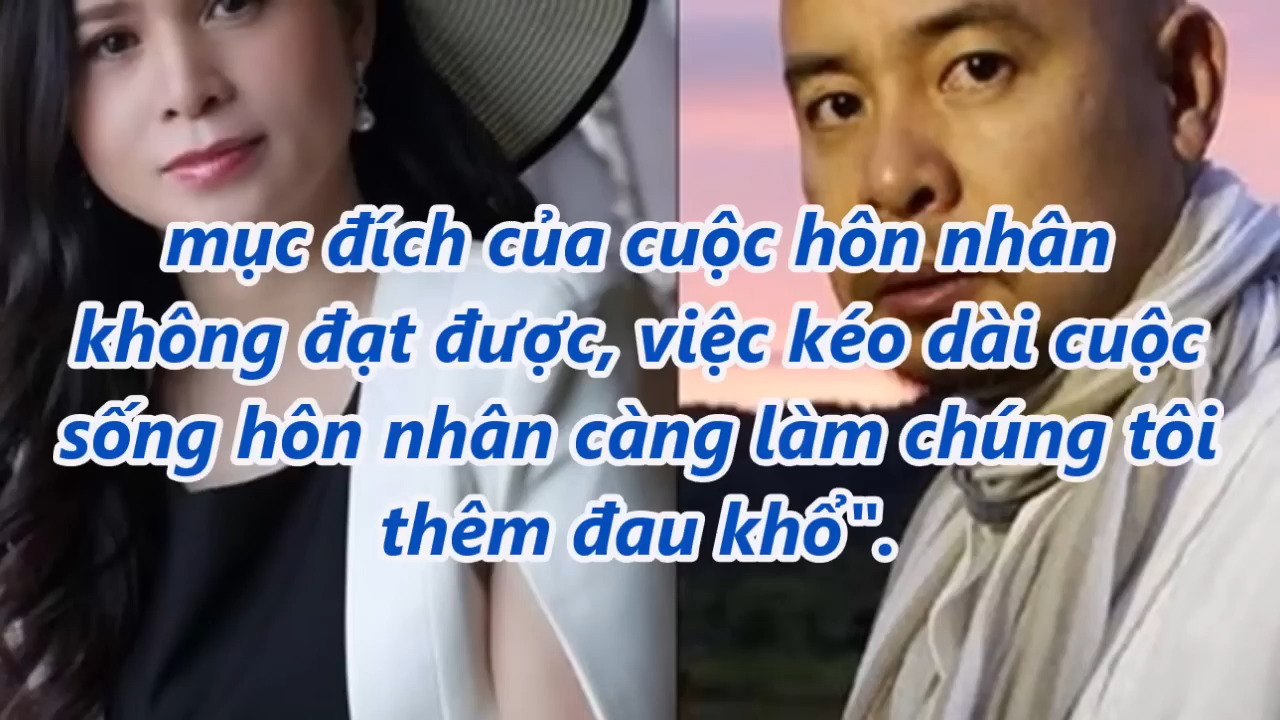 mục đích của cuộc hôn nhân
không đạt được, việc kéo dài cuộc
sống hôn nhân càng làm chúng tôi
thêm đau khổ".